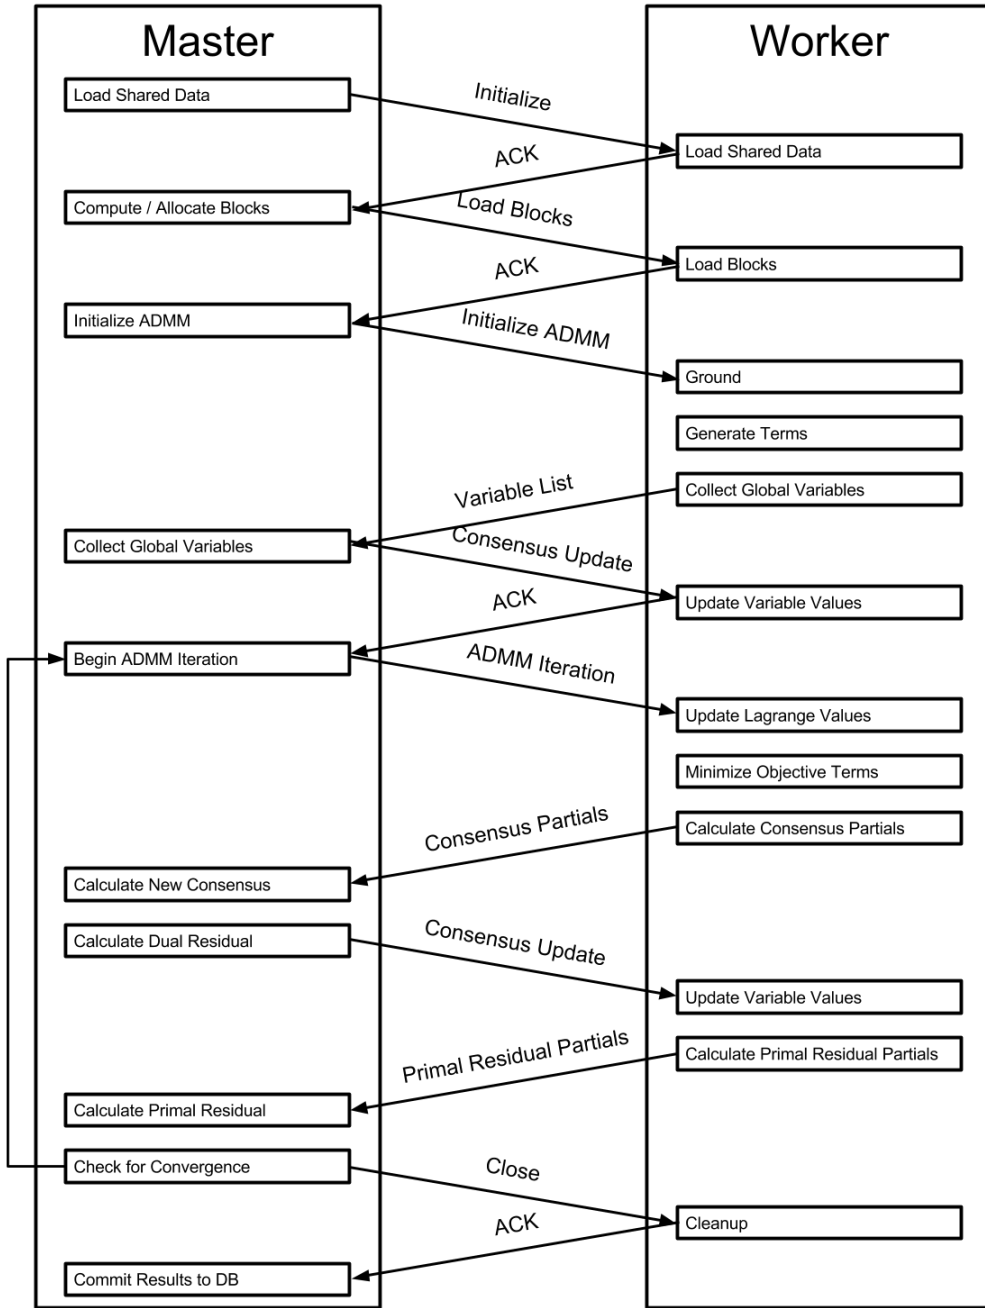 Master
Worker
Load Shared Data
Initialize
Load Shared Data
ACK
Compute / Allocate Blocks
Load Blocks
Load Blocks
ACK
Initialize ADMM
Initialize ADMM
Ground
Generate Terms
Collect Global Variables
Variable List
Collect Global Variables
Consensus Update
Update Variable Values
ACK
Begin ADMM Iteration
ADMM Iteration
Update Lagrange Values
Minimize Objective Terms
Calculate Consensus Partials
Consensus Partials
Calculate New Consensus
Calculate Dual Residual
Consensus Update
Update Variable Values
Calculate Primal Residual Partials
Primal Residual Partials
Calculate Primal Residual
Check for Convergence
Close
Cleanup
ACK
Commit Results to DB